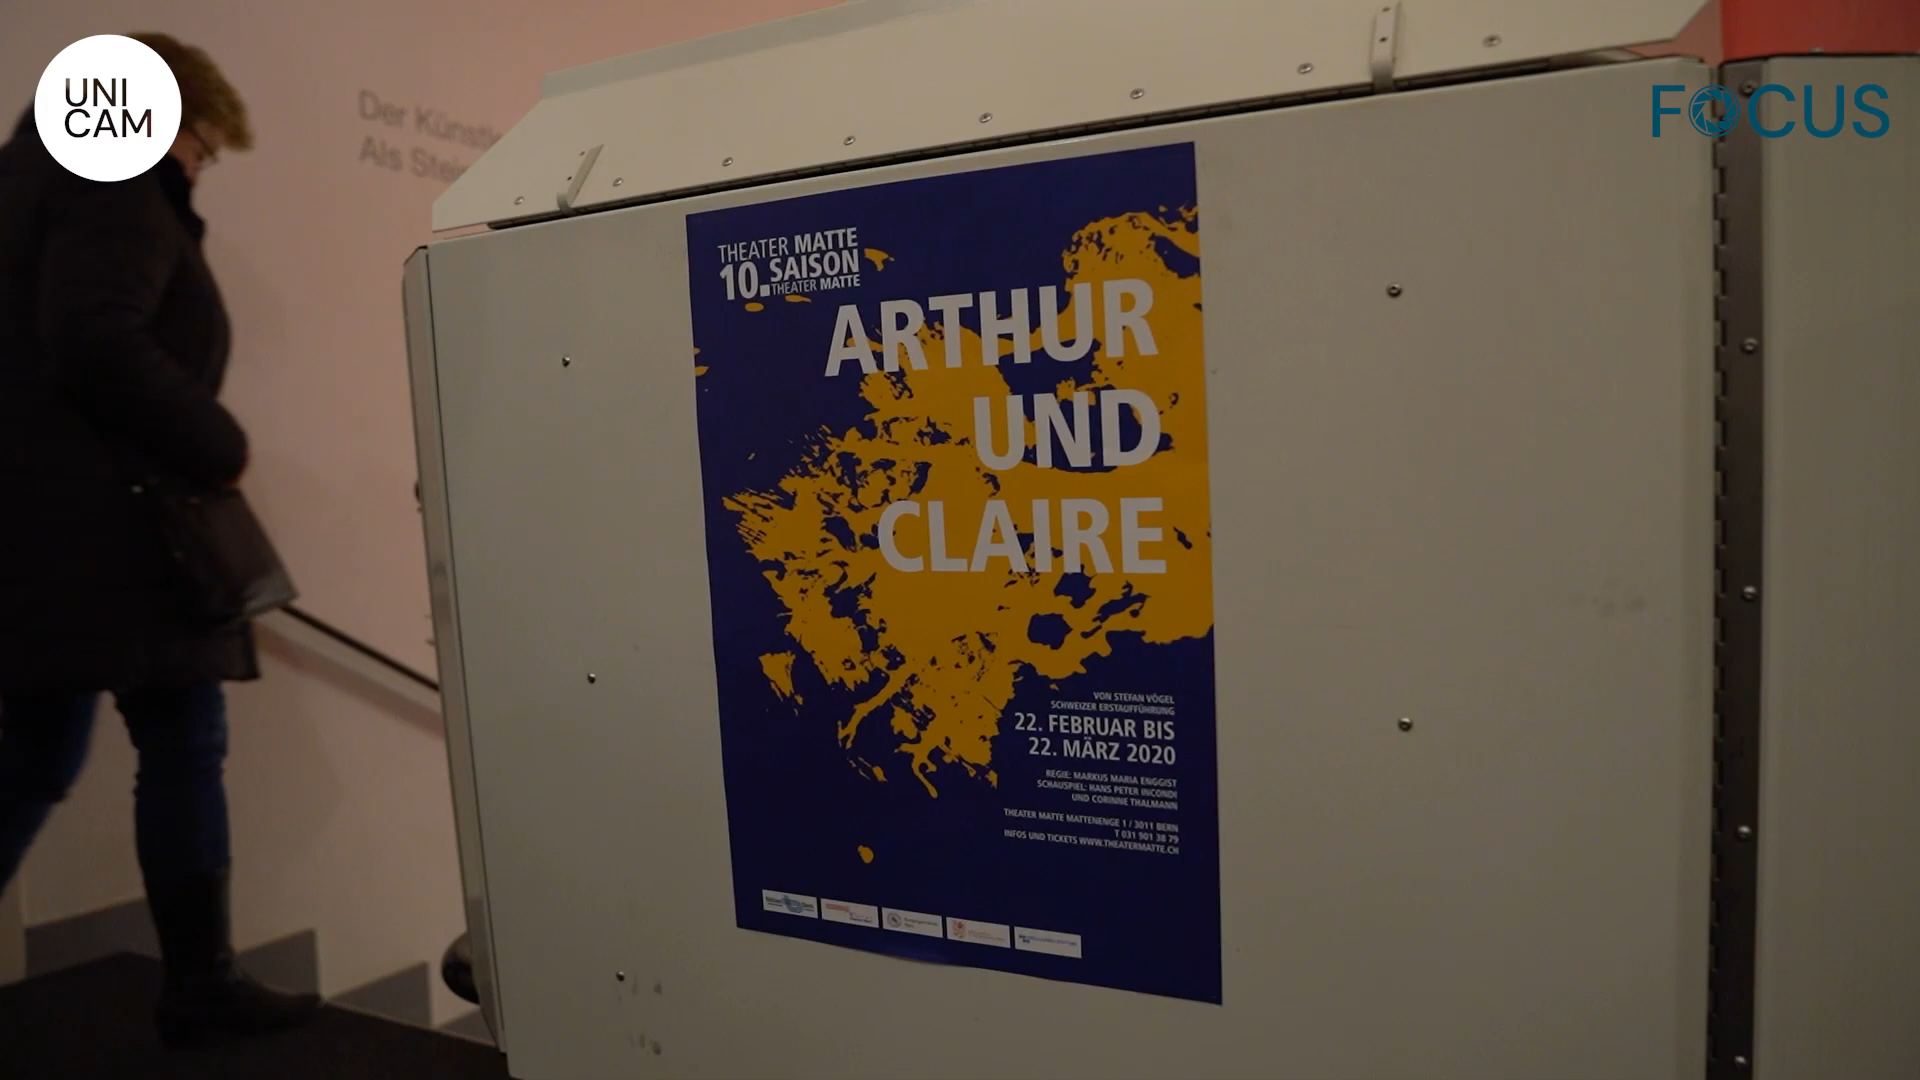 UNI
CAM
FOCUS
Der
Als
THEATER MATTE
10. SAISON
THEATER MATTE
ARTHUR
UND
CLAIRE
VON STEFAN VÖGEL
SCHWEIZER ERSTAUFFÜHRUNG
22. FEBRUAR BIS
22. MÄRZ 2020
REGIE: MARKUS MARIA ENGGIST
SCHAUSPIEL: HANS PETER INCONDI
UND CORINNE THALMANN
THEATER MATTE MATTENENGE 1 / 3011 BERN
T 031 901 38 79
INFOS UND TICKETS WWW.THEATERMATTE.CH